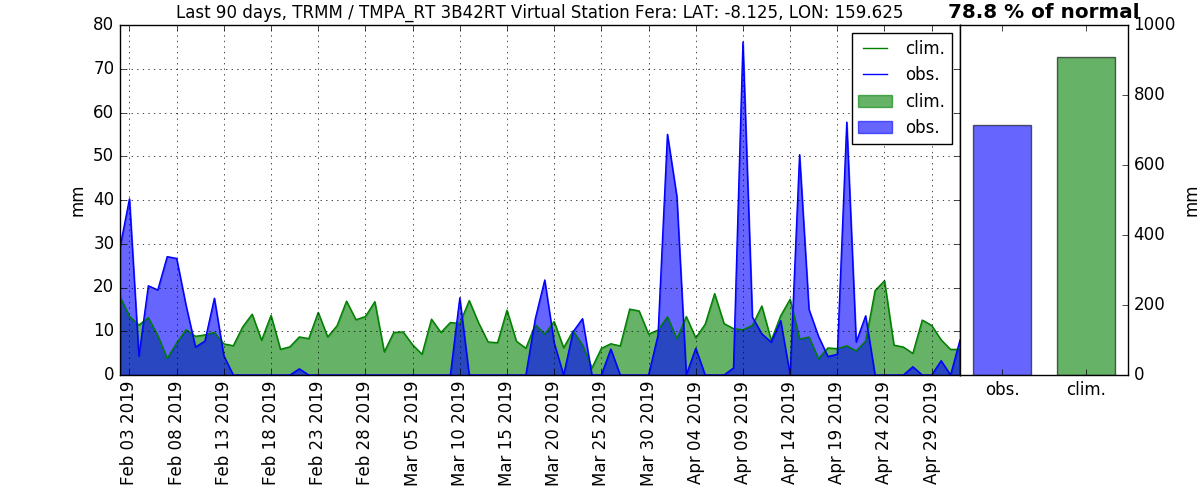 Last 90 days, TRMM / TMPA_RT 3B42RT Virtual Station Fera: LAT: -8.125, LON: 159.625
78.8 % of normal
80
70
60
50
40
30
20
10
0
mm
clim.
obs.
clim.
obs.
1000
800
600
400
200
0
mm
obs.
clim.
Feb 03 2019
Feb 08 2019
Feb 13 2019
Feb 18 2019
Feb 23 2019
Feb 28 2019
Mar 05 2019
Mar 10 2019
Mar 15 2019
Mar 20 2019
Mar 25 2019
Mar 30 2019
Apr 04 2019
Apr 09 2019
Apr 14 2019
Apr 19 2019
Apr 24 2019
Apr 29 2019